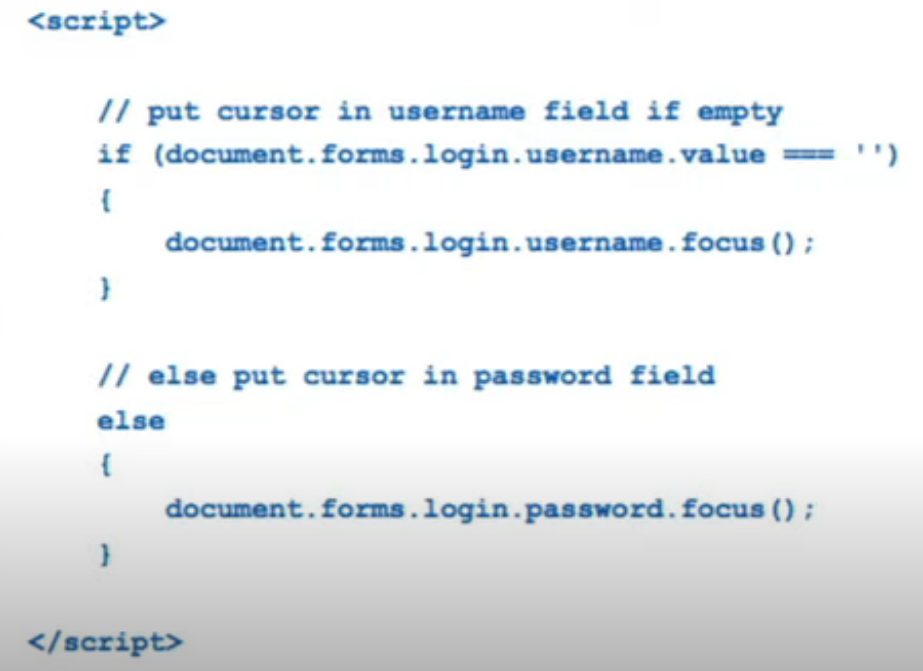 <script>
// put cursor in username field if empty
if (document.forms.login.username.value === '')
{
document.forms.login.username.focus();
}
// else put cursor in password field
else
{
document.forms.login.password.focus();
}
</script>